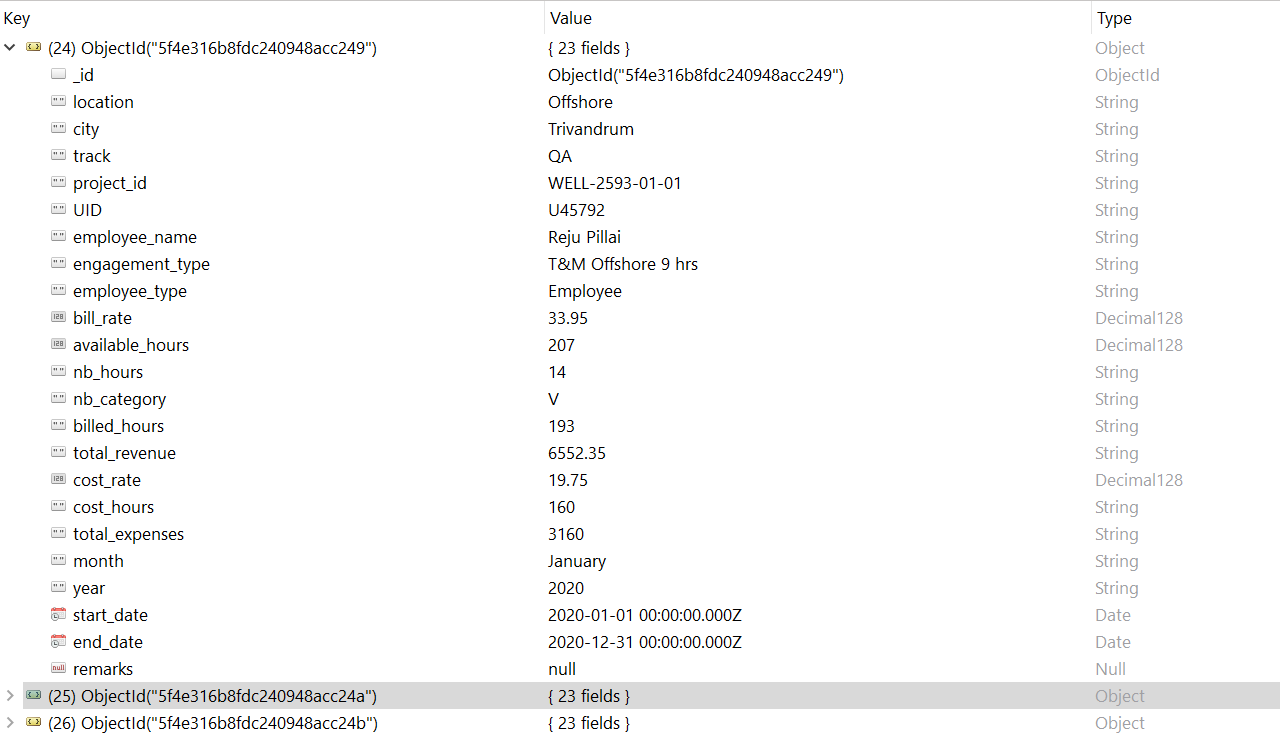 Key Value Type
(24) ObjectId("5f4e316b8fdc240948acc249") { 23 fields } Object
_id ObjectId("5f4e316b8fdc240948acc249") ObjectId
location Offshore String
city Trivandrum String
track QA String
project_id WELL-2593-01-01 String
UID U45792 String
employee_name Reju Pillai String
engagement_type T&M Offshore 9 hrs String
employee_type Employee String
bill_rate 33.95 Decimal128
available_hours 207 Decimal128
nb_hours 14 String
nb_category V String
billed_hours 193 String
total_revenue 6552.35 String
cost_rate 19.75 Decimal128
cost_hours 160 String
total_expenses 3160 String
month January String
year 2020 String
start_date 2020-01-01 00:00:00.000Z Date
end_date 2020-12-31 00:00:00.000Z Date
remarks null Null
(25) ObjectId("5f4e316b8fdc240948acc24a") { 23 fields } Object
(26) ObjectId("5f4e316b8fdc240948acc24b") { 23 fields } Object